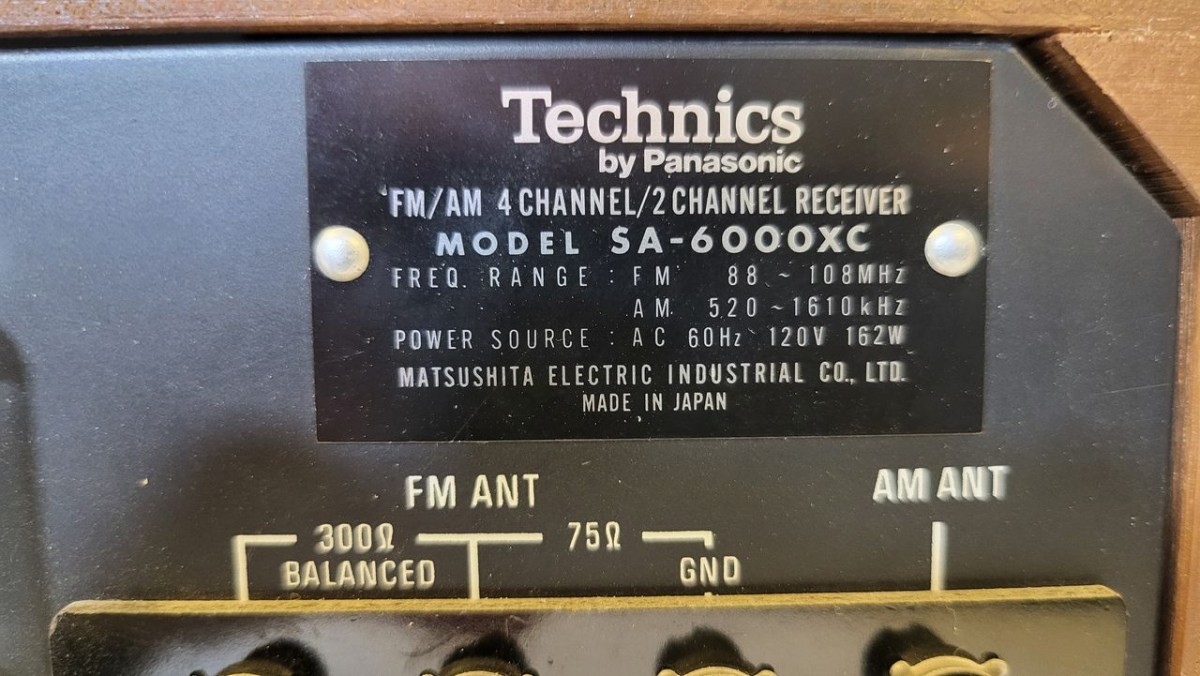 Technics
by Panasonic
FM/AM 4 CHANNEL/2 CHANNEL RECEIVER
MODEL SA-6000XC
FREQ. RANGE : FM 88 ~ 108MHz
AM 520 ~ 1610kHz
POWER SOURCE : AC 60Hz 120V 162W
MATSUSHITA ELECTRIC INDUSTRIAL CO., LTD.
MADE IN JAPAN
FM ANT
AM ANT
300Ω
75Ω
BALANCED
GND